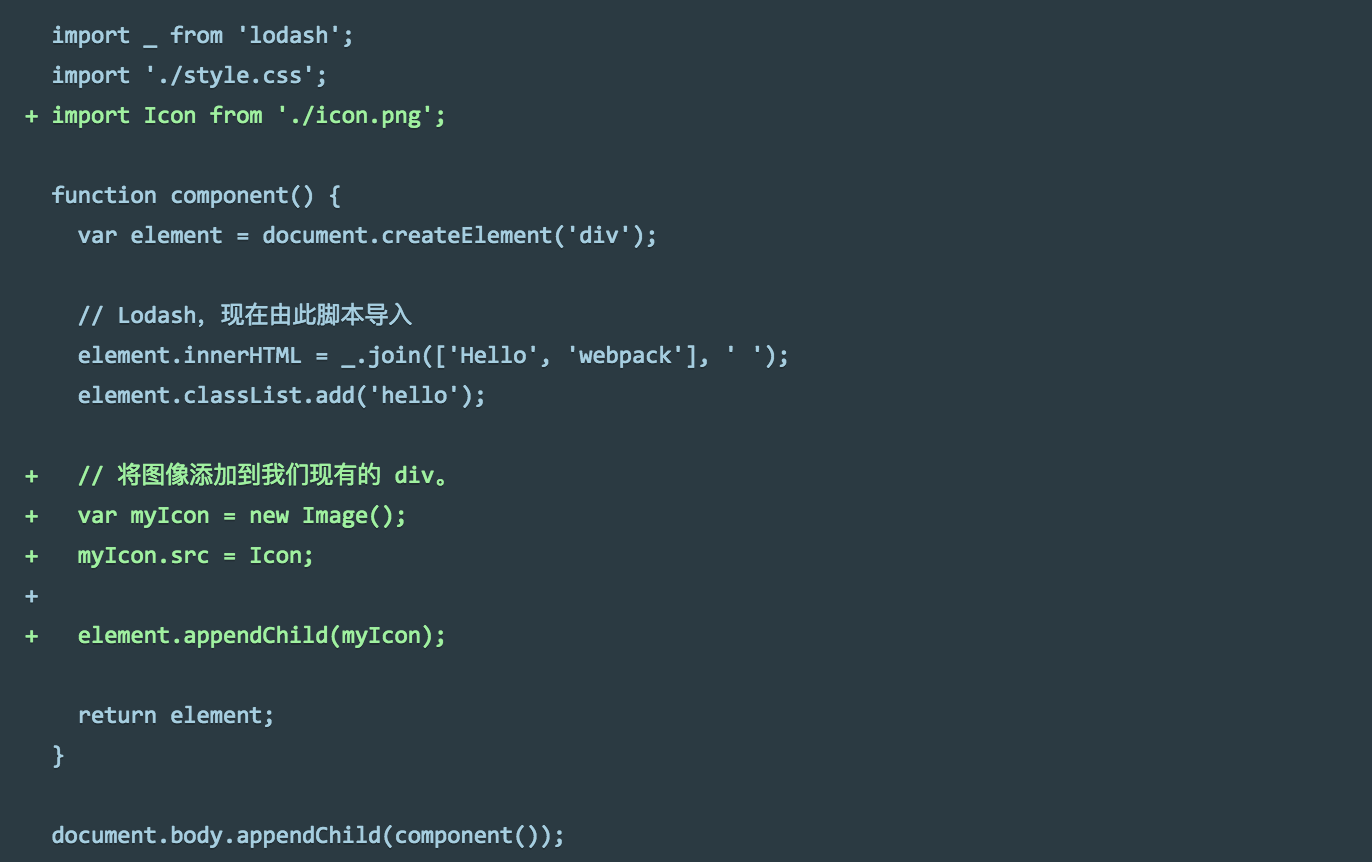 import _ from 'lodash';
import './style.css';
+ import Icon from './icon.png';
function component() {
var element = document.createElement('div');
// Lodash，现在由此脚本导入
element.innerHTML = _.join(['Hello', 'webpack'], ' ');
element.classList.add('hello');
+ // 将图像添加到我们现有的 div。
+ var myIcon = new Image();
+ myIcon.src = Icon;
+
+ element.appendChild(myIcon);
return element;
}
document.body.appendChild(component());